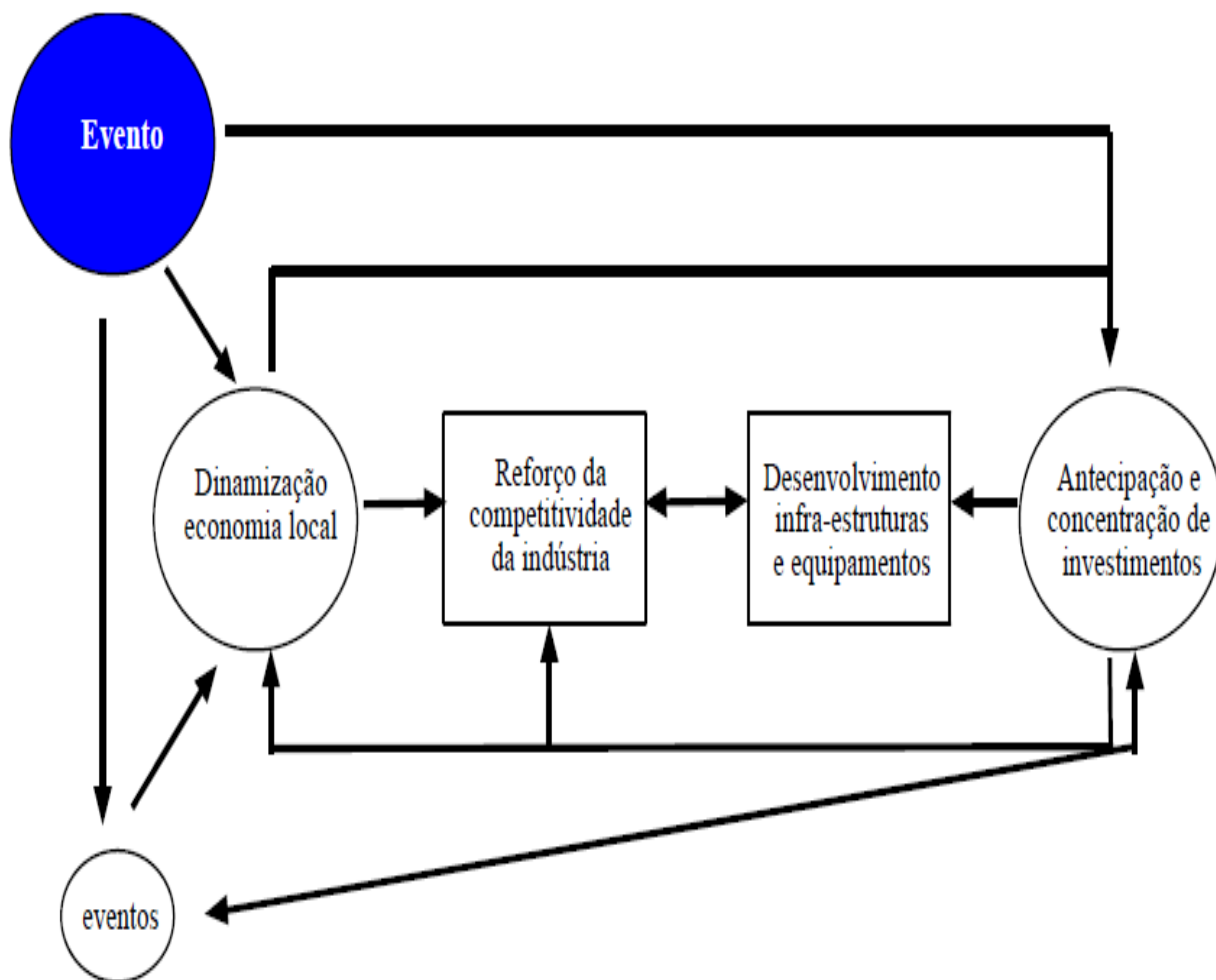 Evento
Dinamização
economia local
Reforço da
competitividade
da indústria
Desenvolvimento
infra-estruturas
e equipamentos
Antecipação e
concentração de
investimentos
eventos